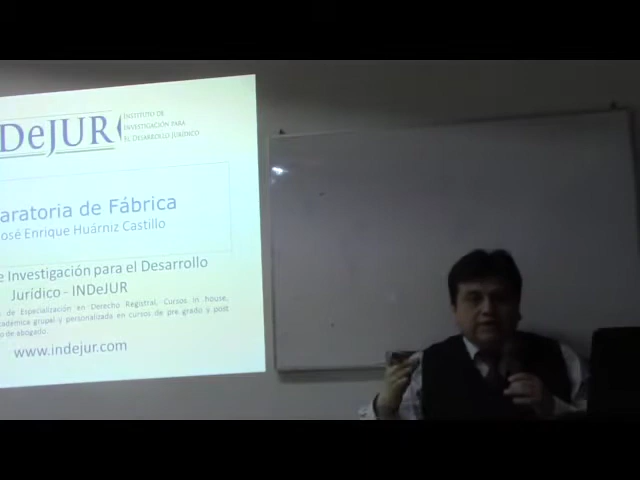 DeJUR
INSTITUTO DE
INVESTIGACIÓN PARA
EL DESARROLLO JURÍDICO
aratoria de Fábrica
osé Enrique Huárniz Castillo
e Investigación para el Desarrollo
Jurídico - INDeJUR
de Especialización en Derecho Registral, Cursos in house,
académica grupal y personalizada en cursos de pre grado y post
o de abogado
www.indejur.com